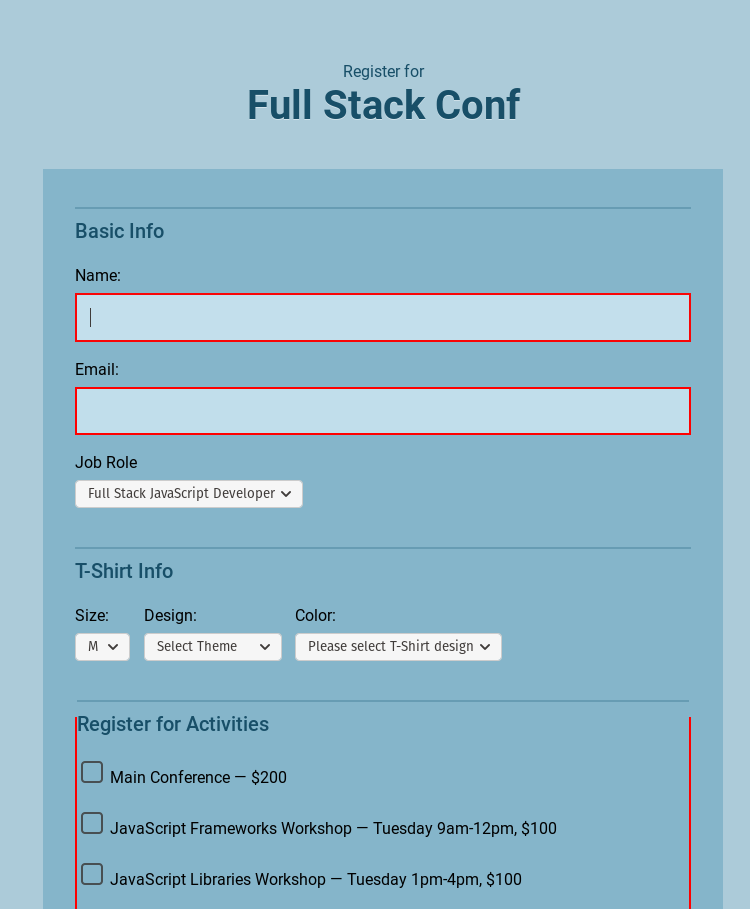 Register for
Full Stack Conf
Basic Info
Name:
Email:
Job Role
Full Stack JavaScript Developer
T-Shirt Info
Size: Design: Color:
M Select Theme Please select T-Shirt design
Register for Activities
Main Conference — $200
JavaScript Frameworks Workshop — Tuesday 9am-12pm, $100
JavaScript Libraries Workshop — Tuesday 1pm-4pm, $100